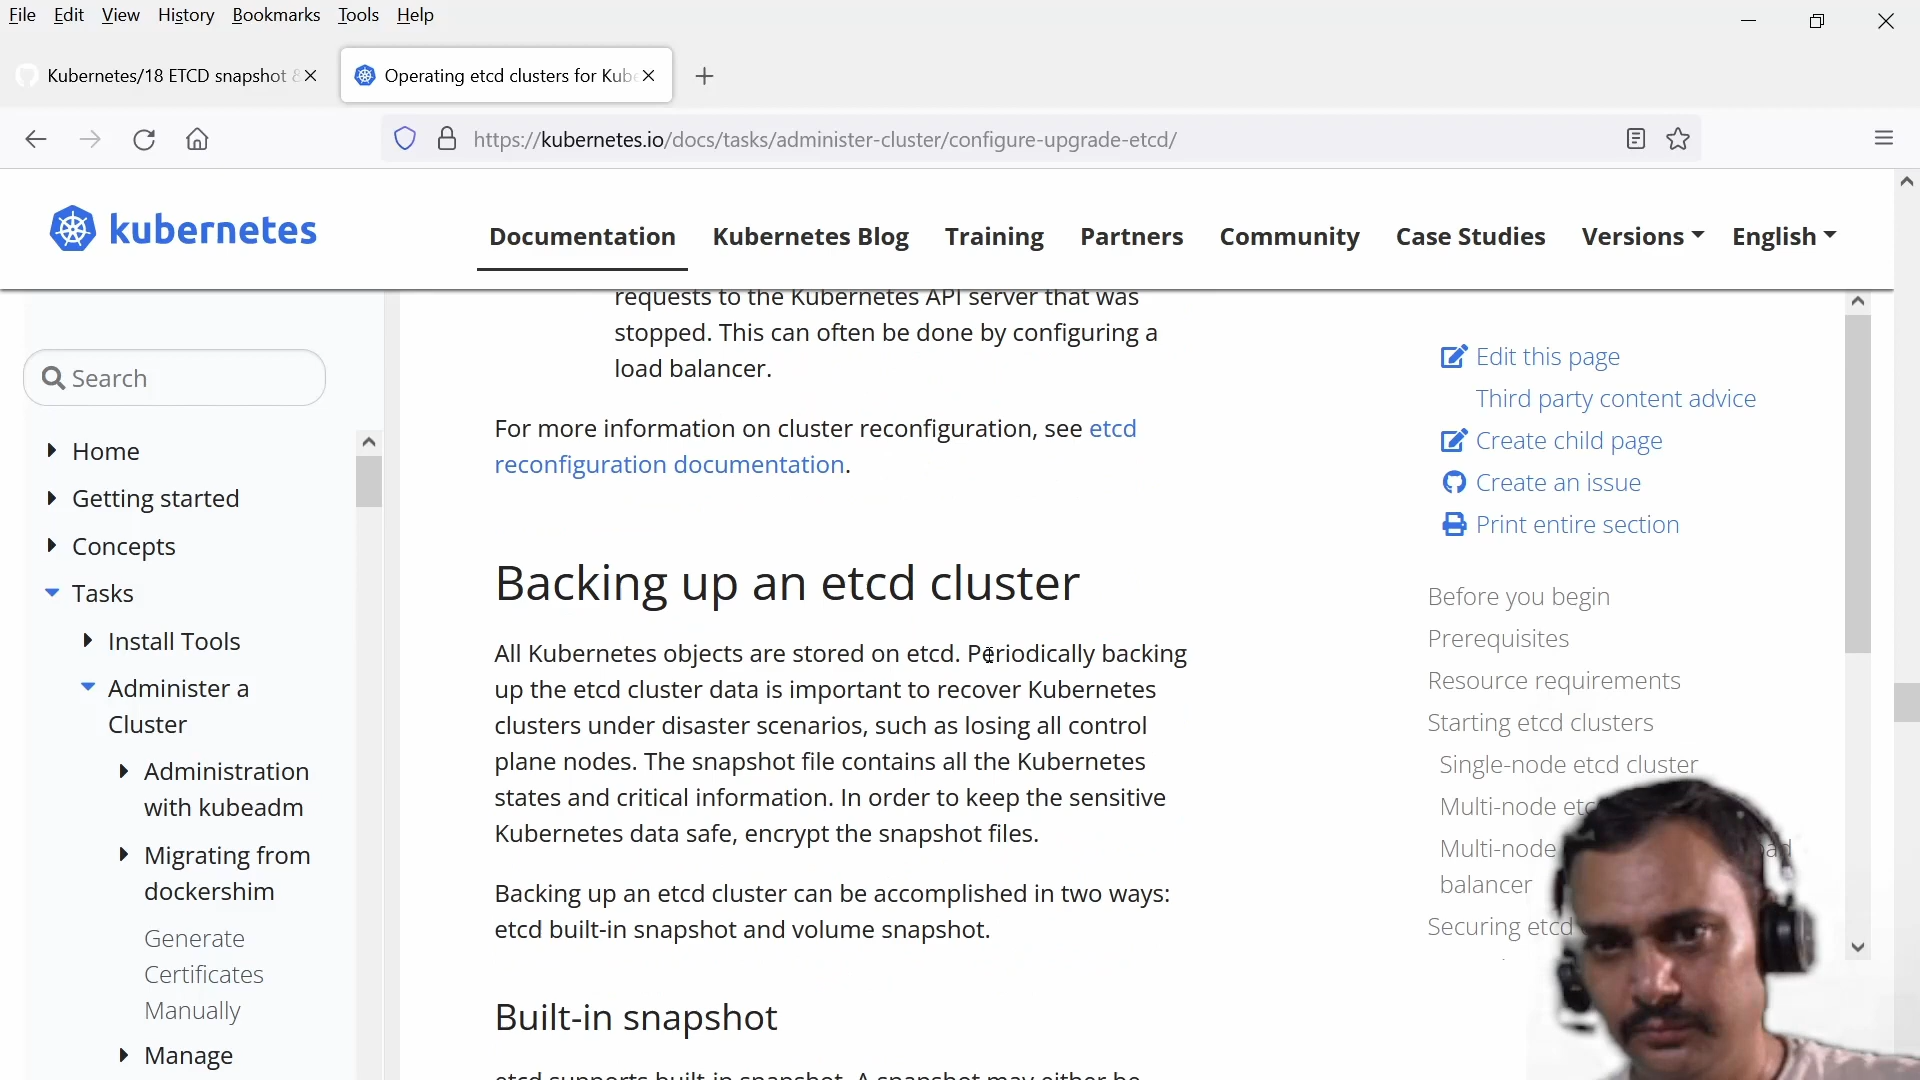 File Edit View History Bookmarks Tools Help
Kubernetes/18 ETCD snapshot &
Operating etcd clusters for Kube
https://kubernetes.io/docs/tasks/administer-cluster/configure-upgrade-etcd/
kubernetes
Documentation Kubernetes Blog Training Partners Community Case Studies Versions English
Search
Home
Getting started
Concepts
Tasks
Install Tools
Administer a
Cluster
Administration
with kubeadm
Migrating from
dockershim
Generate
Certificates
Manually
Manage
requests to the Kubernetes API server that was
stopped. This can often be done by configuring a
load balancer.
For more information on cluster reconfiguration, see etcd
reconfiguration documentation.
Backing up an etcd cluster
All Kubernetes objects are stored on etcd. Periodically backing
up the etcd cluster data is important to recover Kubernetes
clusters under disaster scenarios, such as losing all control
plane nodes. The snapshot file contains all the Kubernetes
states and critical information. In order to keep the sensitive
Kubernetes data safe, encrypt the snapshot files.
Backing up an etcd cluster can be accomplished in two ways:
etcd built-in snapshot and volume snapshot.
Built-in snapshot
etcd supports built-in snapshot. A snapshot may either be
Edit this page
Third party content advice
Create child page
Create an issue
Print entire section
Before you begin
Prerequisites
Resource requirements
Starting etcd clusters
Single-node etcd cluster
Multi-node etc
Multi-node
balancer
Securing etcd